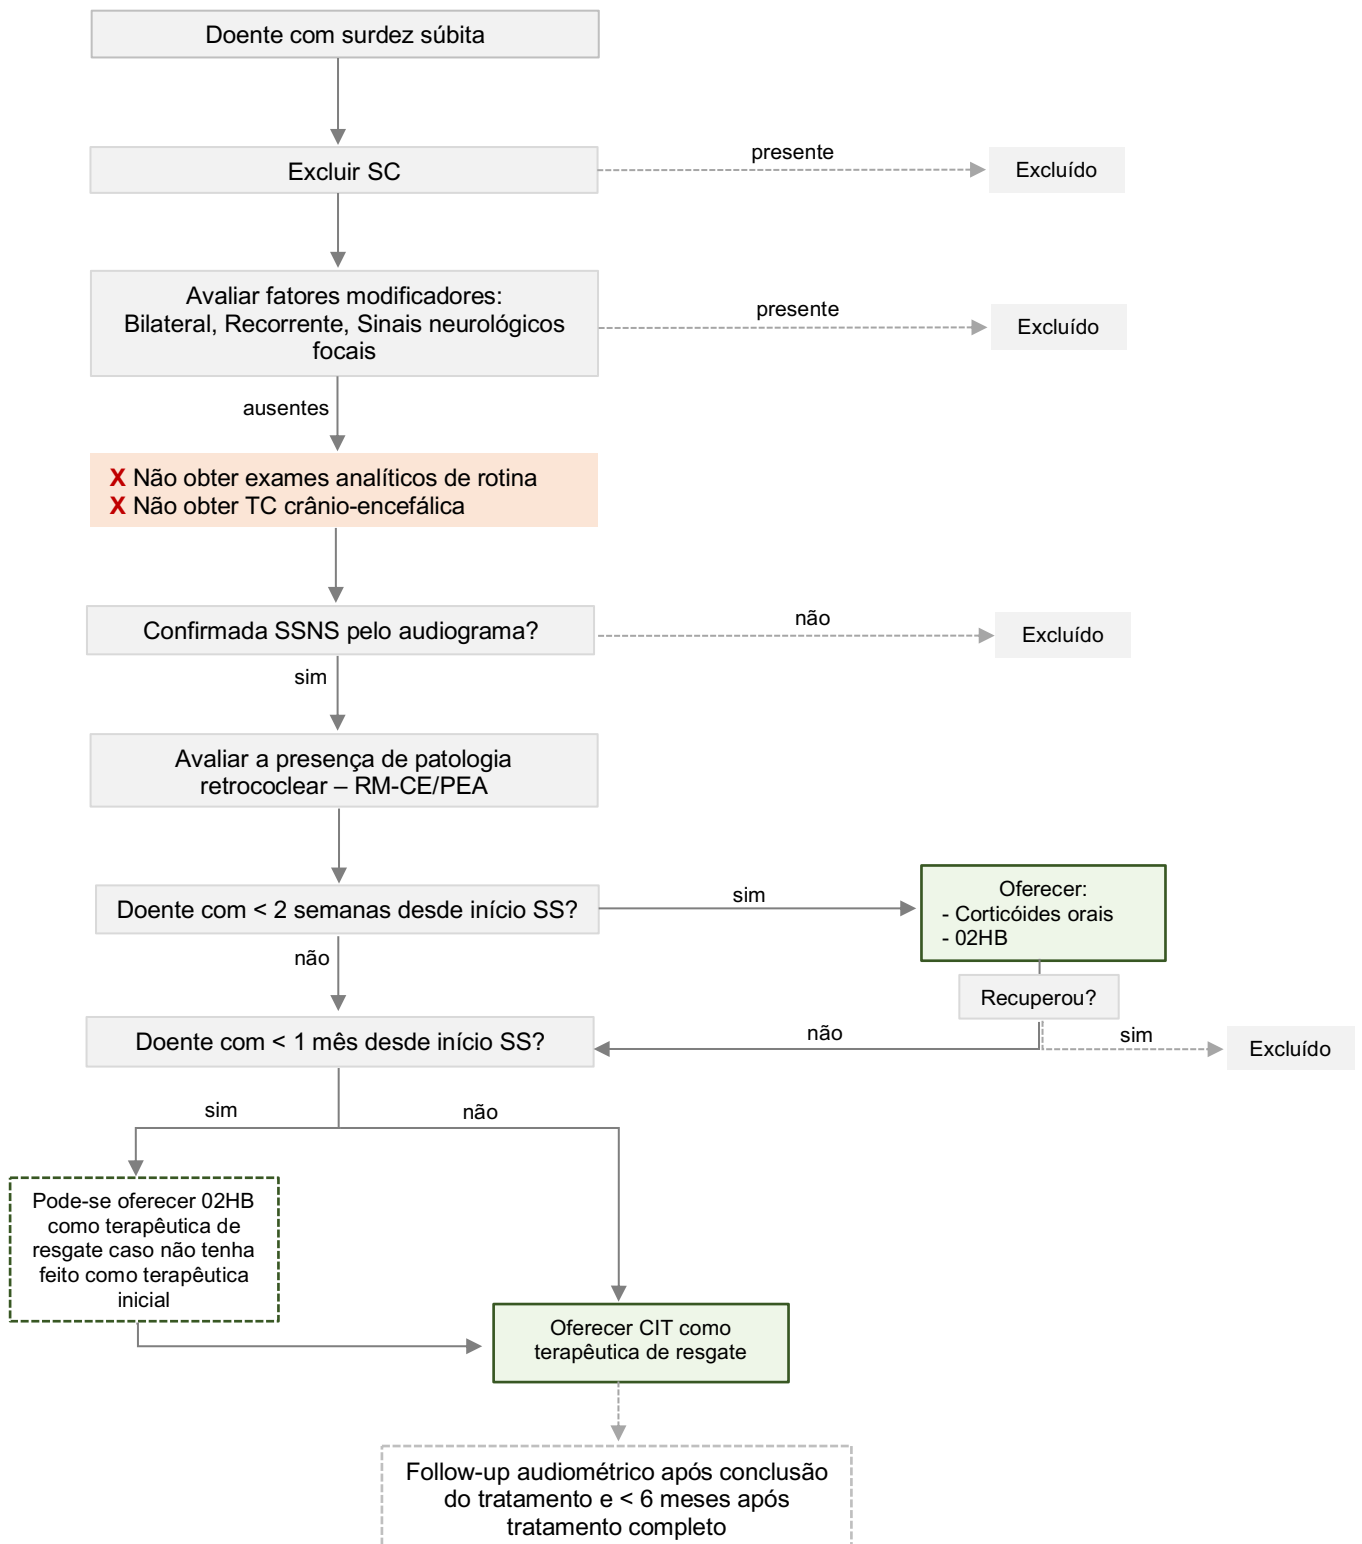 Doente com surdez súbita
Excluir SC
presente
Excluído
Avaliar fatores modificadores:
Bilateral, Recorrente, Sinais neurológicos
focais
presente
Excluído
ausentes
X Não obter exames analíticos de rotina
X Não obter TC crânio-encefálica
Confirmada SSNS pelo audiograma?
não
Excluído
sim
Avaliar a presença de patologia
retrococlear – RM-CE/PEA
Doente com < 2 semanas desde início SS?
sim
Oferecer:
- Corticóides orais
- 02HB
não
Recuperou?
Doente com < 1 mês desde início SS?
não
sim
Excluído
sim
não
Pode-se oferecer 02HB
como terapêutica de
resgate caso não tenha
feito como terapêutica
inicial
Oferecer CIT como
terapêutica de resgate
Follow-up audiométrico após conclusão
do tratamento e < 6 meses após
tratamento completo